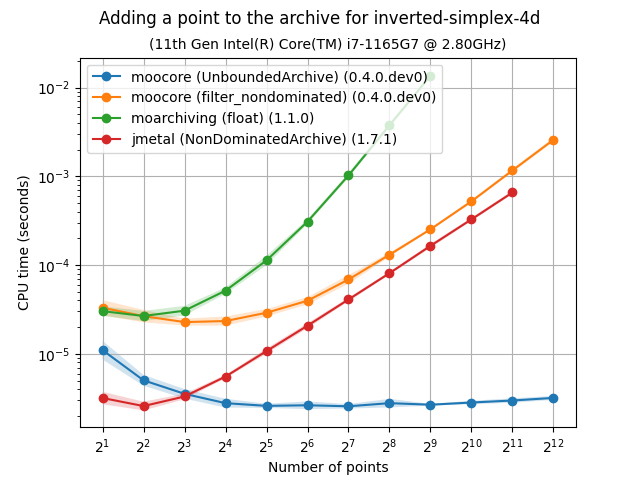 Adding a point to the archive for inverted-simplex-4d
(11th Gen Intel(R) Core(TM) i7-1165G7 @ 2.80GHz)
moocore (UnboundedArchive) (0.4.0.dev0)
moocore (filter_nondominated) (0.4.0.dev0)
moarchiving (float) (1.1.0)
jmetal (NonDominatedArchive) (1.7.1)
CPU time (seconds)
10⁻²
10⁻³
10⁻⁴
10⁻⁵
2¹ 2² 2³ 2⁴ 2⁵ 2⁶ 2⁷ 2⁸ 2⁹ 2¹⁰ 2¹¹ 2¹²
Number of points